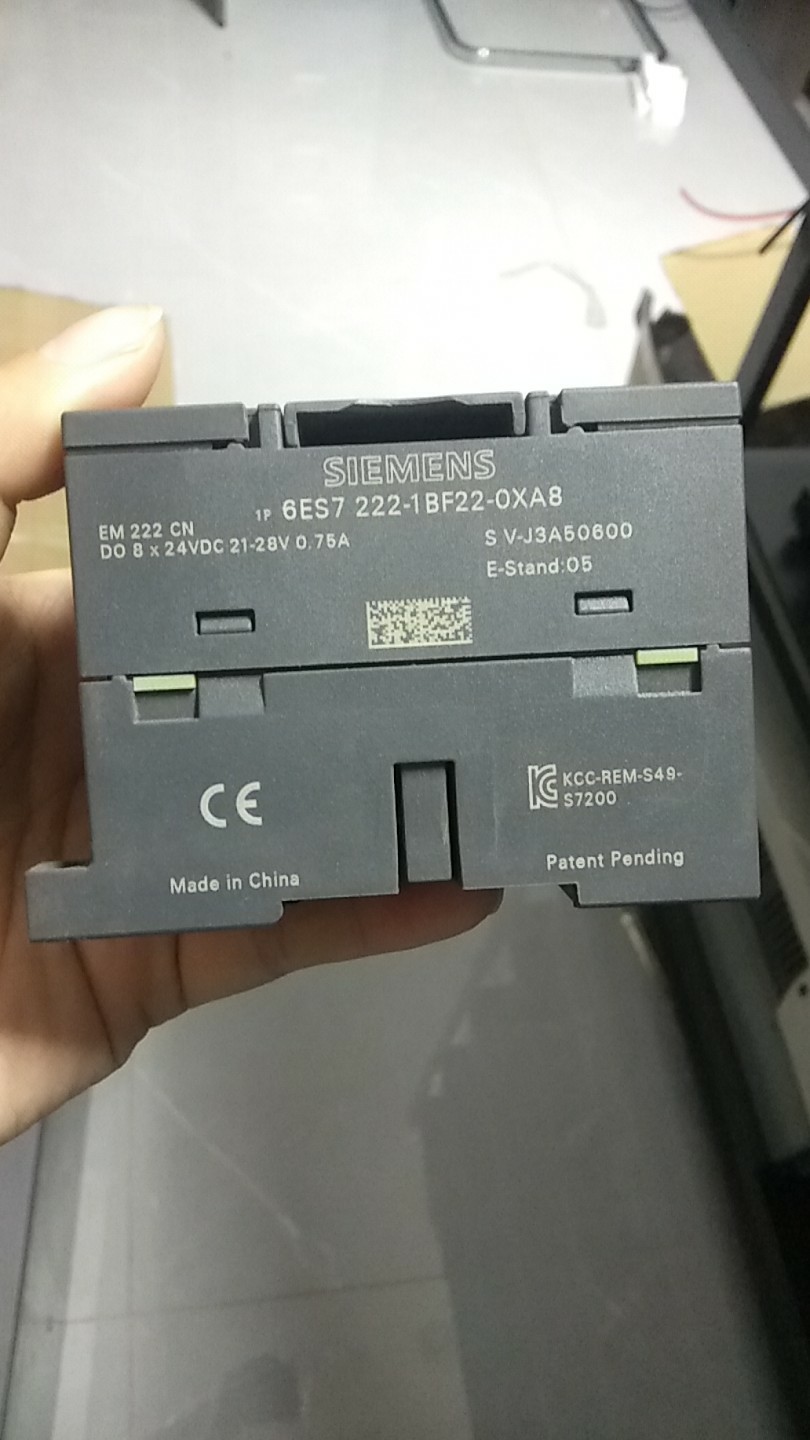 SIEMENS
1P 6ES7 222-1BF22-0XA8
EM 222 CN
DO 8 x 24VDC 21-28V 0.75A
S V-J3A50600
E-Stand:05
CE
KCC-REM-S49-
S7200
Made in China
Patent Pending